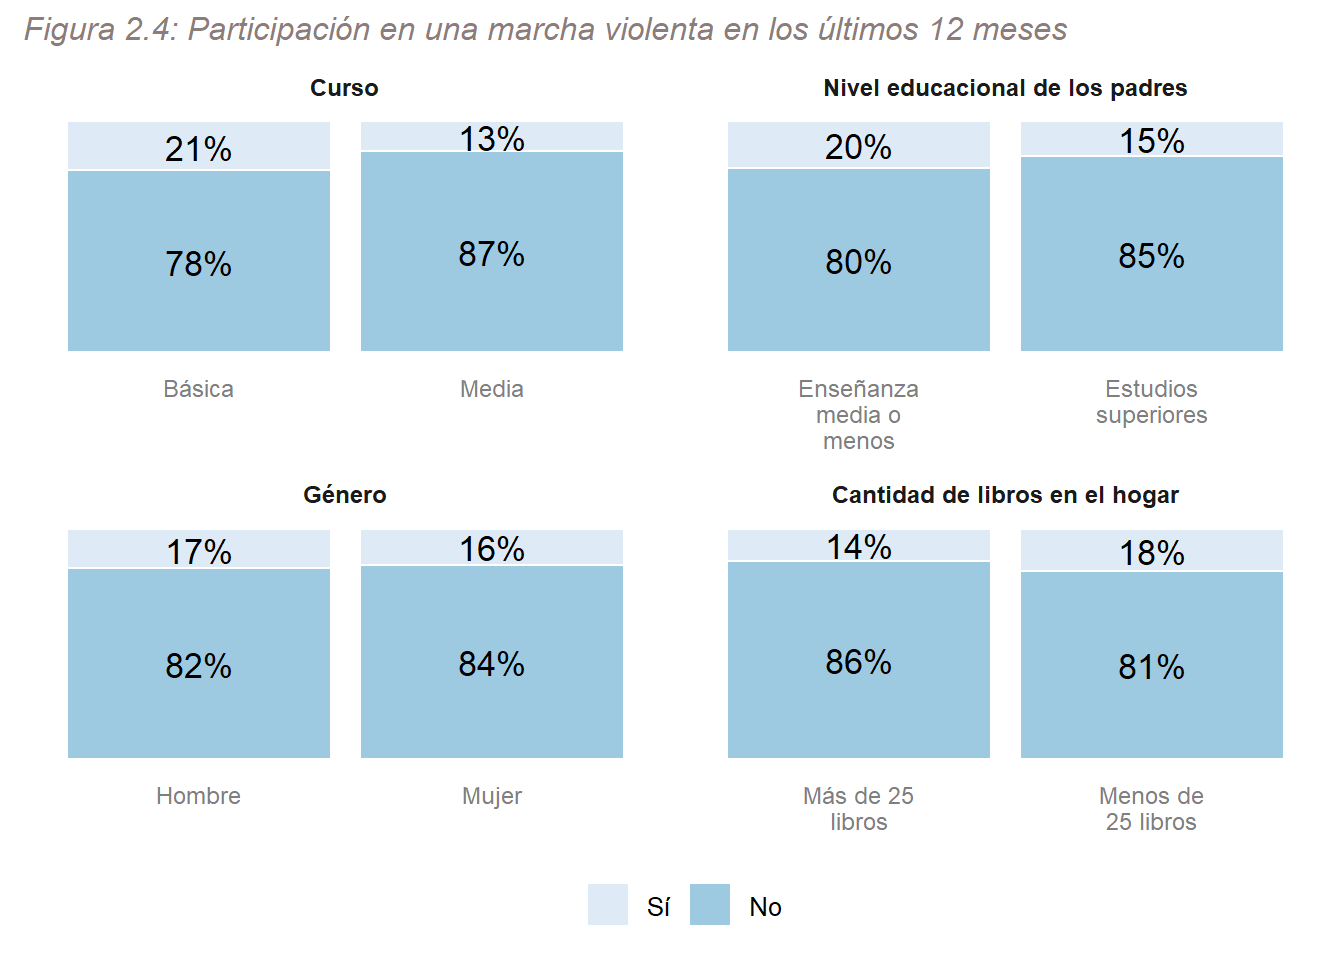 Figura 2.4: Participación en una marcha violenta en los últimos 12 meses
Curso
21%
13%
78%
87%
Básica
Media
Nivel educacional de los padres
20%
15%
80%
85%
Enseñanza
media o
menos
Estudios
superiores
Género
17%
16%
82%
84%
Hombre
Mujer
Cantidad de libros en el hogar
14%
18%
86%
81%
Más de 25
libros
Menos de
25 libros
Sí
No